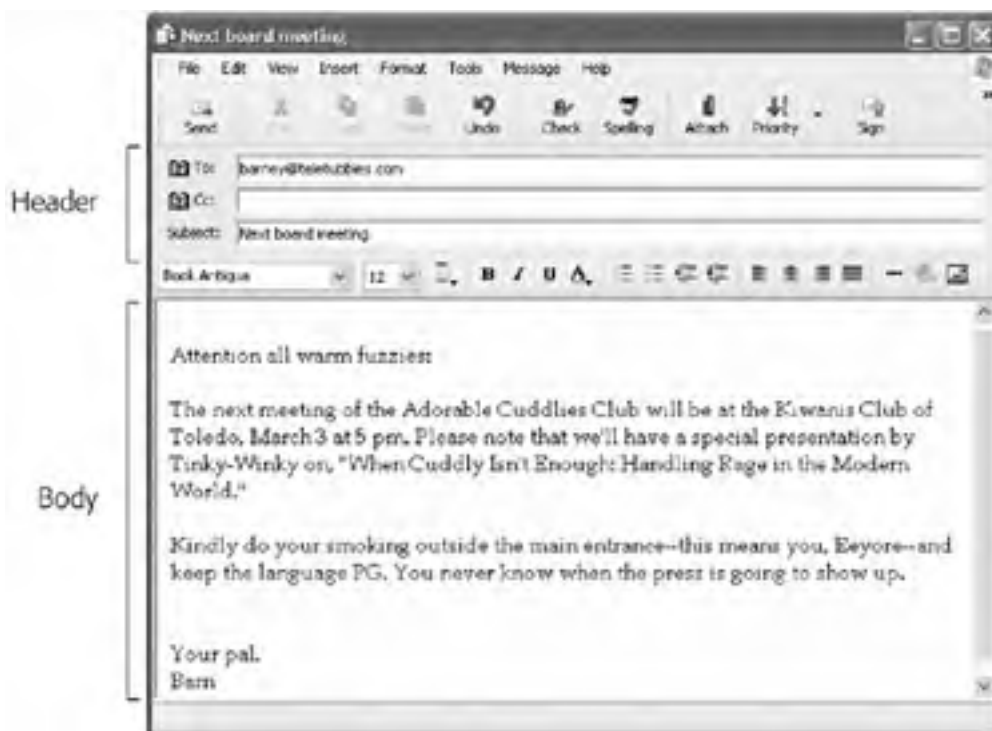 Next board meeting
File Edit View Insert Format Tools Message Help
Send Undo Check Spelling Attach Priority Sign
Header
To: barney@teletubbies.com
Cc:
Subject: Next board meeting
Book Antiqua 12 B I U A
Body
Attention all warm fuzzies:
The next meeting of the Adorable Cuddlies Club will be at the Kiwanis Club of
Toledo, March 3 at 5 pm. Please note that we'll have a special presentation by
Tinky-Winky on, "When Cuddly Isn't Enough: Handling Rage in the Modern
World."
Kindly do your smoking outside the main entrance--this means you, Eeyore--and
keep the language PG. You never know when the press is going to show up.
Your pal,
Barn